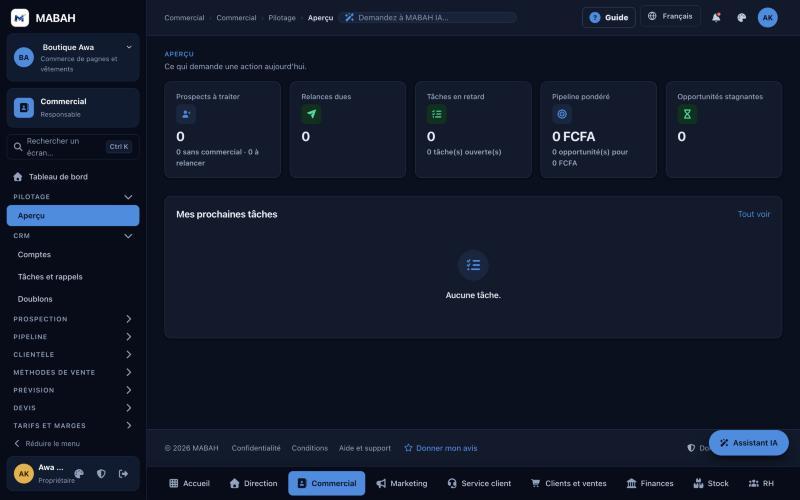 MABAH
BA
Boutique Awa
Commerce de pagnes et
vêtements
Commercial
Responsable
Rechercher un
écran...
Ctrl K
Tableau de bord
PILOTAGE
Aperçu
CRM
Comptes
Tâches et rappels
Doublons
PROSPECTION
PIPELINE
CLIENTÈLE
MÉTHODES DE VENTE
PRÉVISION
DEVIS
TARIFS ET MARGES
Réduire le menu
AK
Awa ...
Propriétaire
Commercial · Commercial · Pilotage · Aperçu
Demandez à MABAH IA...
? Guide
Français
AK
APERÇU
Ce qui demande une action aujourd'hui.
Prospects à traiter
0
0 sans commercial · 0 à
relancer
Relances dues
0
Tâches en retard
0
0 tâche(s) ouverte(s)
Pipeline pondéré
0 FCFA
0 opportunité(s) pour
0 FCFA
Opportunités stagnantes
0
Mes prochaines tâches
Tout voir
Aucune tâche.
© 2026 MABAH
Confidentialité
Conditions
Aide et support
Donner mon avis
Assistant IA
Accueil
Direction
Commercial
Marketing
Service client
Clients et ventes
Finances
Stock
RH